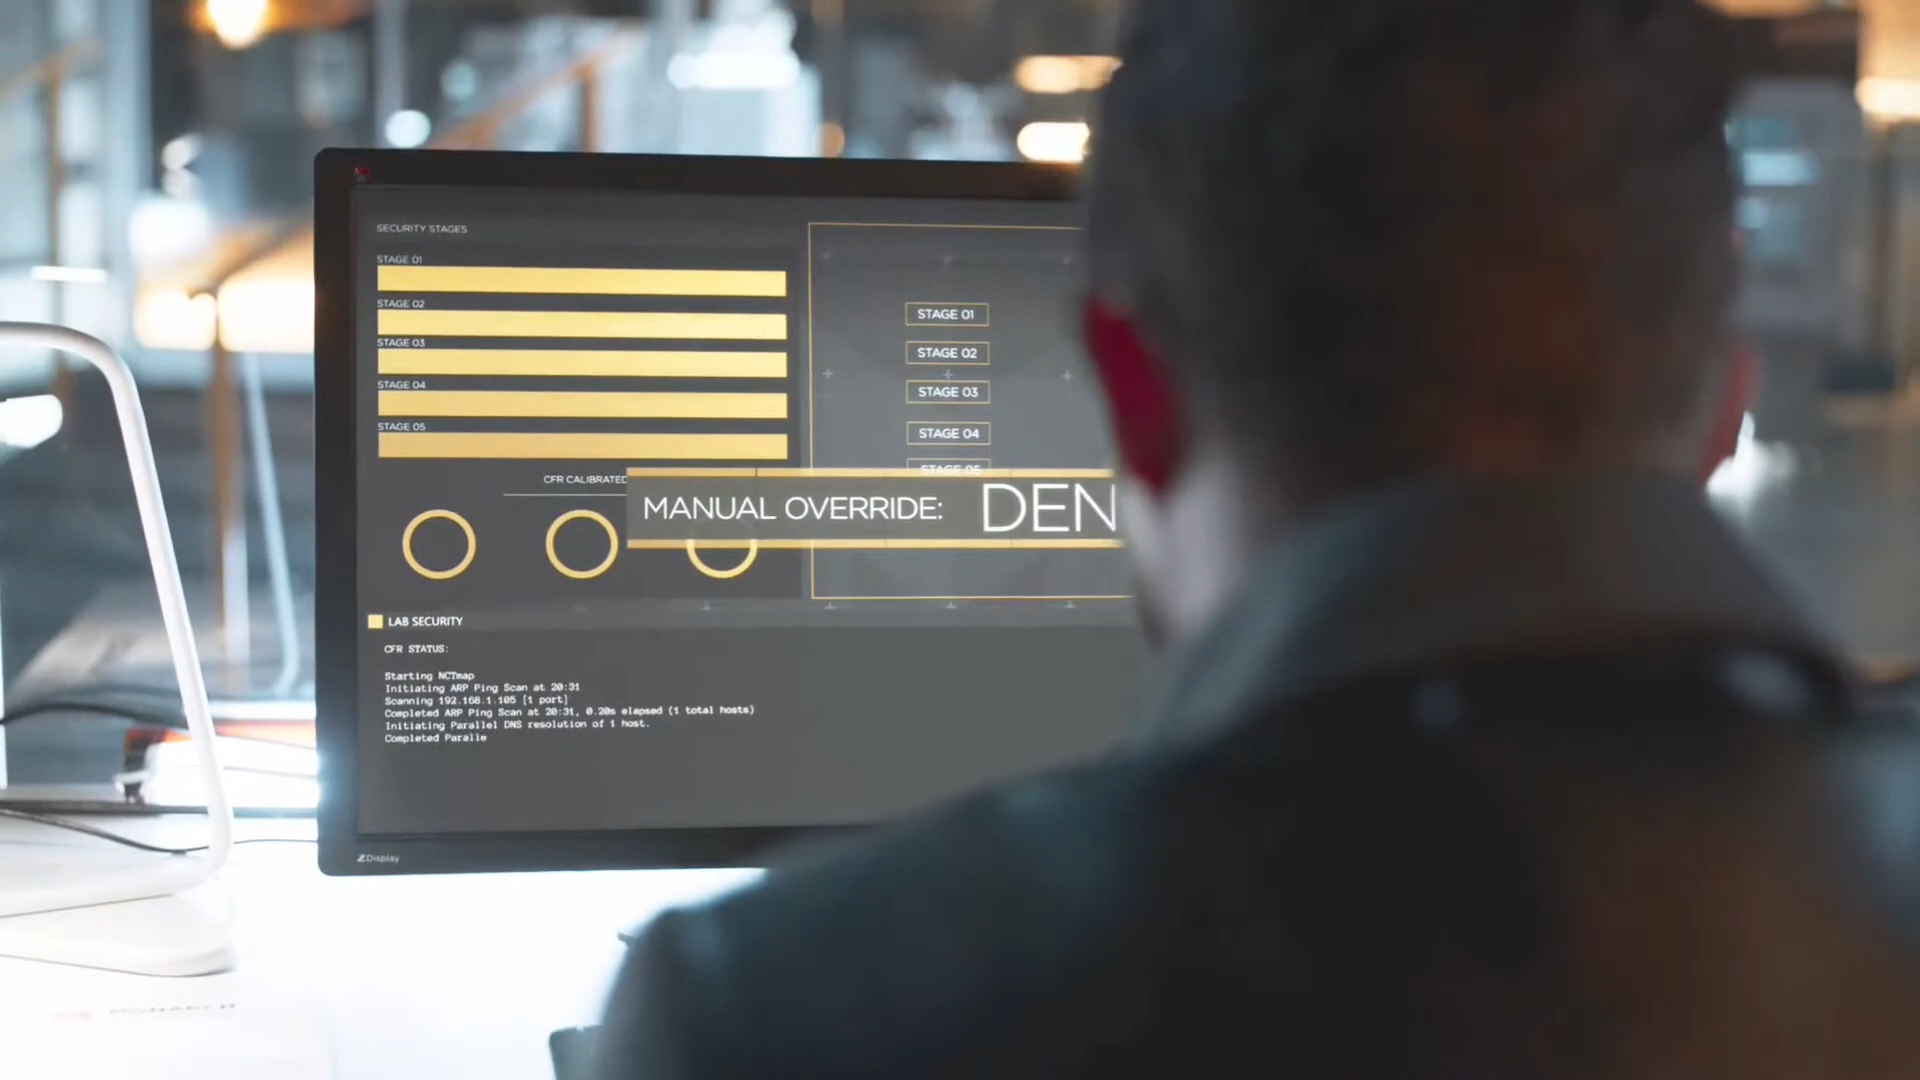 SECURITY STAGES
STAGE 01
STAGE 02
STAGE 03
STAGE 04
STAGE 05
STAGE 01
STAGE 02
STAGE 03
STAGE 04
STAGE 05
CFR CALIBRATED
MANUAL OVERRIDE: DEN
LAB SECURITY
CFR STATUS:
Starting NCTmap
Initiating ARP Ping Scan at 20:31
Scanning 192.168.1.105 [1 port]
Completed ARP Ping Scan at 20:31, 0.20s elapsed (1 total hosts)
Initiating Parallel DNS resolution of 1 host.
Completed Paralle
ZDisplay